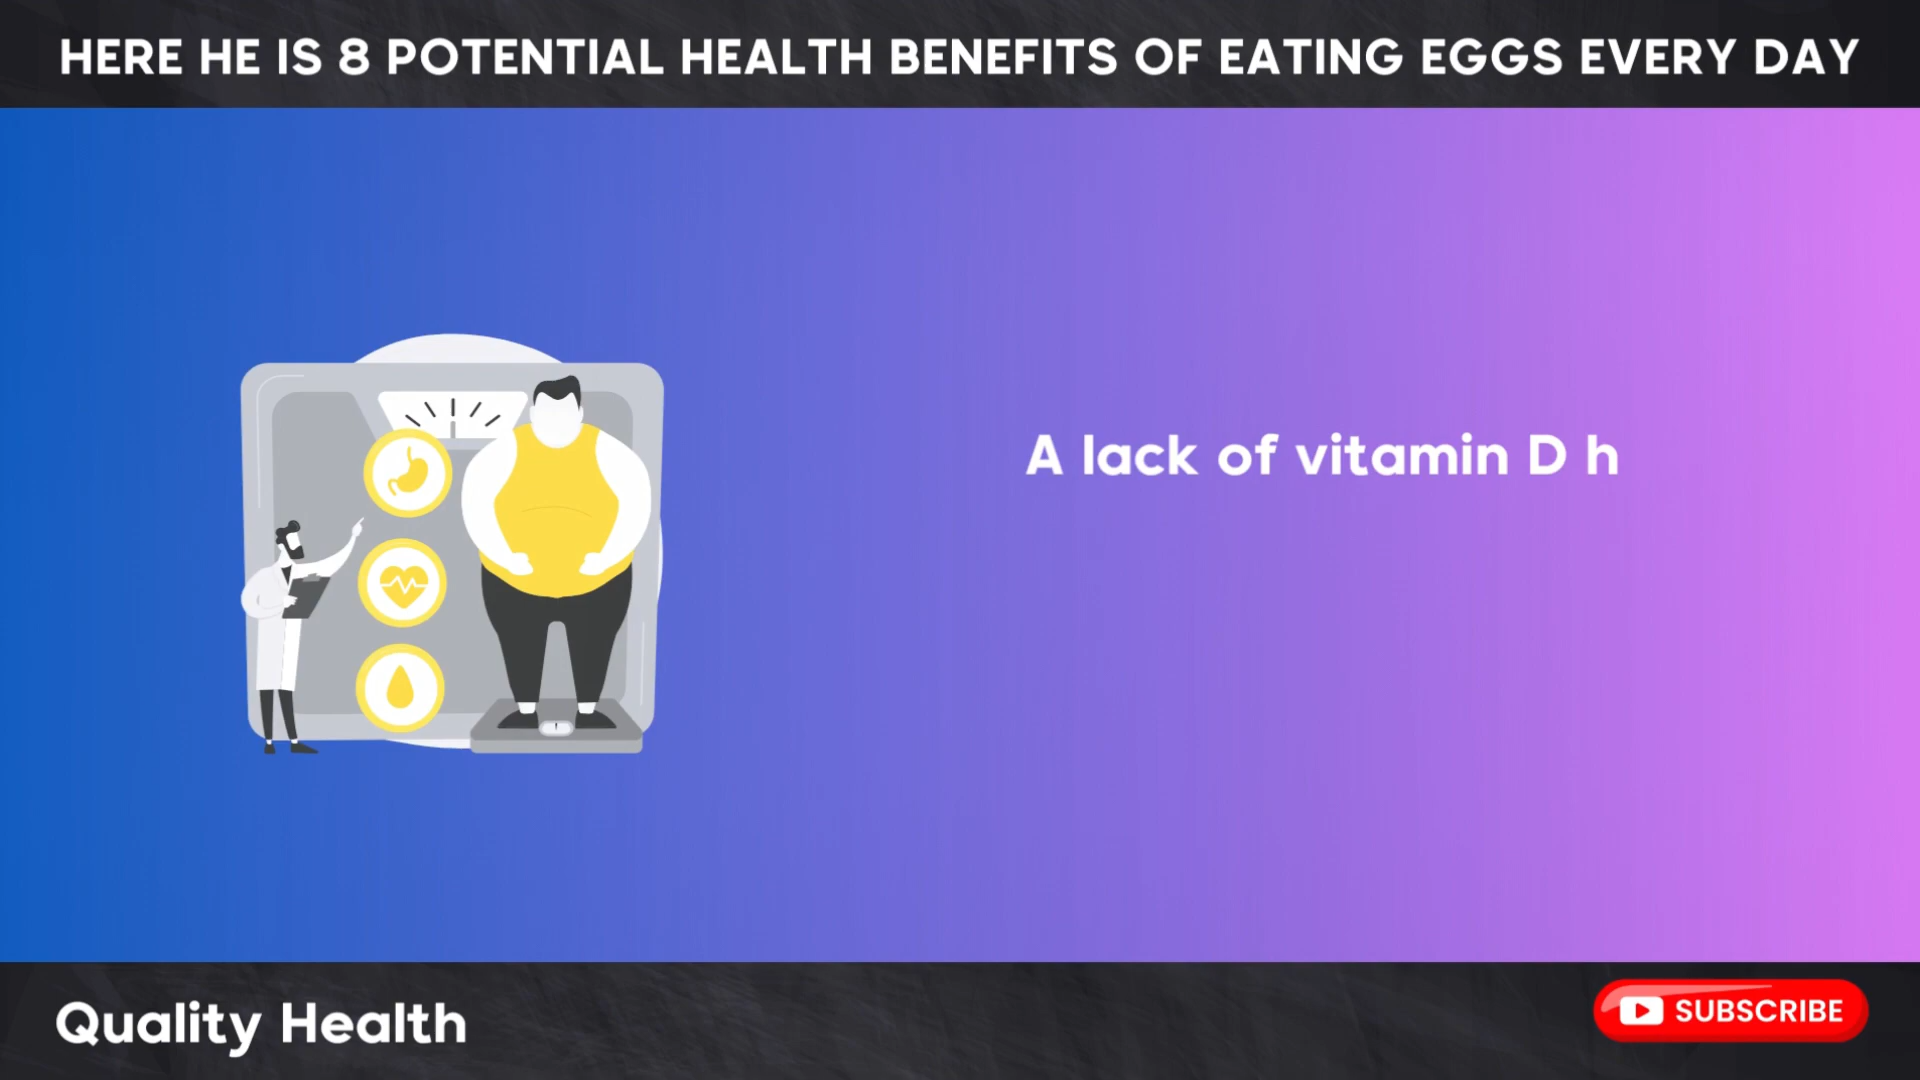 HERE HE IS 8 POTENTIAL HEALTH BENEFITS OF EATING EGGS EVERY DAY
A lack of vitamin D h
Quality Health
SUBSCRIBE